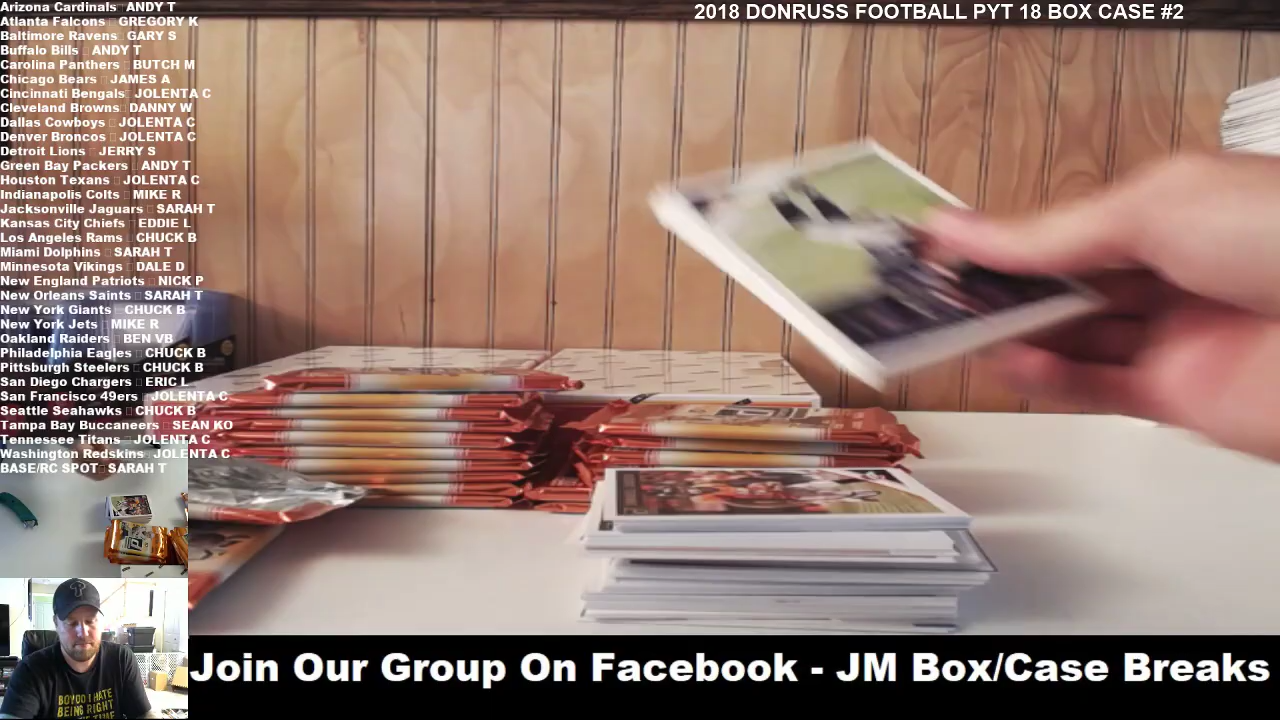 2018 DONRUSS FOOTBALL PYT 18 BOX CASE #2
Arizona Cardinals ANDY T
Atlanta Falcons GREGORY K
Baltimore Ravens GARY S
Buffalo Bills ANDY T
Carolina Panthers BUTCH M
Chicago Bears JAMES A
Cincinnati Bengals JOLENTA C
Cleveland Browns DANNY W
Dallas Cowboys JOLENTA C
Denver Broncos JOLENTA C
Detroit Lions JERRY S
Green Bay Packers ANDY T
Houston Texans JOLENTA C
Indianapolis Colts MIKE R
Jacksonville Jaguars SARAH T
Kansas City Chiefs EDDIE L
Los Angeles Rams CHUCK B
Miami Dolphins SARAH T
Minnesota Vikings DALE D
New England Patriots NICK P
New Orleans Saints SARAH T
New York Giants CHUCK B
New York Jets MIKE R
Oakland Raiders BEN VB
Philadelphia Eagles CHUCK B
Pittsburgh Steelers CHUCK B
San Diego Chargers ERIC L
San Francisco 49ers JOLENTA C
Seattle Seahawks CHUCK B
Tampa Bay Buccaneers SEAN KO
Tennessee Titans JOLENTA C
Washington Redskins JOLENTA C
BASE/RC SPOT SARAH T
I HATE
BEING RIGHT
Join Our Group On Facebook - JM Box/Case Breaks